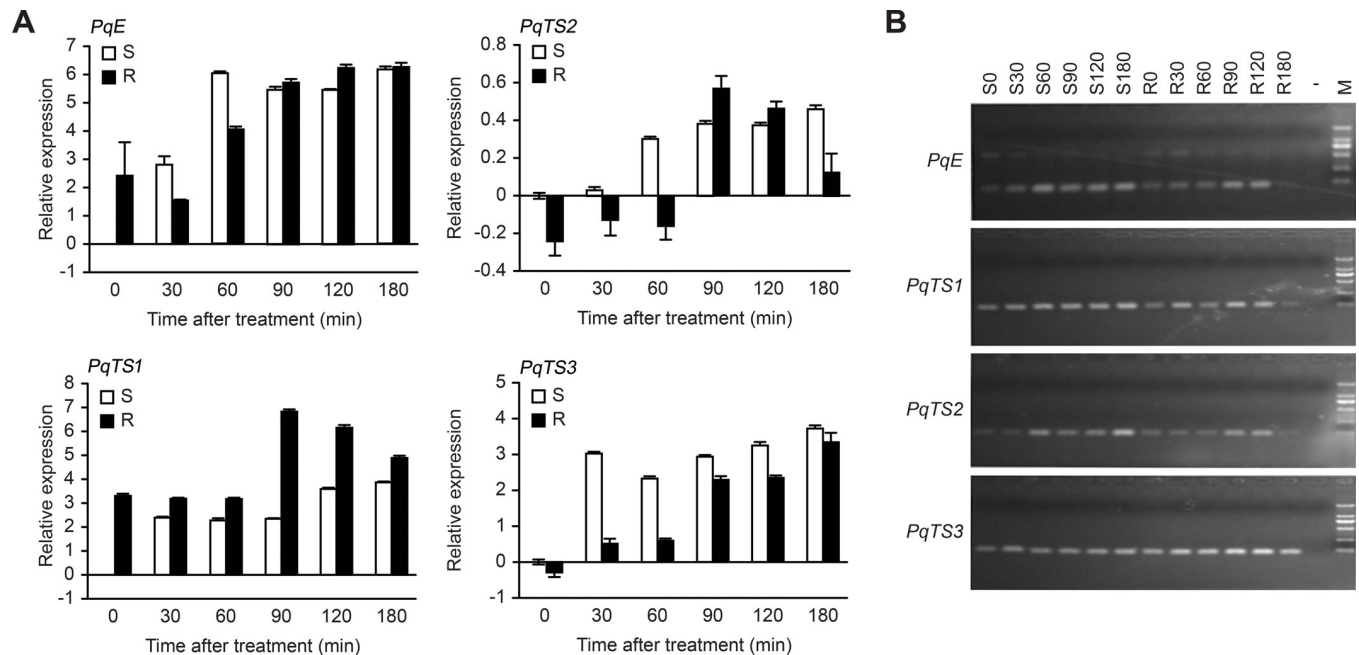 A
PqE
S
R
Relative expression
7
6
5
4
3
2
1
0
-1
0 30 60 90 120 180
Time after treatment (min)
PqTS2
S
R
Relative expression
0.8
0.6
0.4
0.2
0
-0.2
-0.4
0 30 60 90 120 180
Time after treatment (min)
PqTS1
S
R
Relative expression
8
7
6
5
4
3
2
1
0
-1
0 30 60 90 120 180
Time after treatment (min)
PqTS3
S
R
Relative expression
5
4
3
2
1
0
-1
0 30 60 90 120 180
Time after treatment (min)
B
S0 S30 S60 S90 S120 S180 R0 R30 R60 R90 R120 R180 - M
PqE
PqTS1
PqTS2
PqTS3